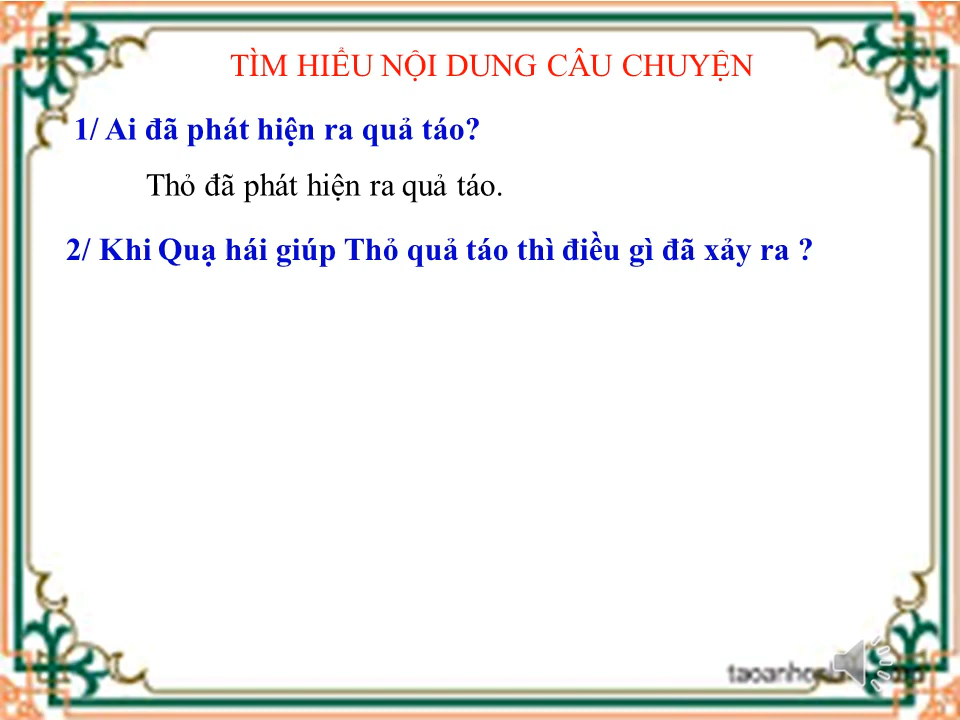 TÌM HIỂU NỘI DUNG CÂU CHUYỆN
1/ Ai đã phát hiện ra quả táo?
Thỏ đã phát hiện ra quả táo.
2/ Khi Quạ hái giúp Thỏ quả táo thì điều gì đã xảy ra ?